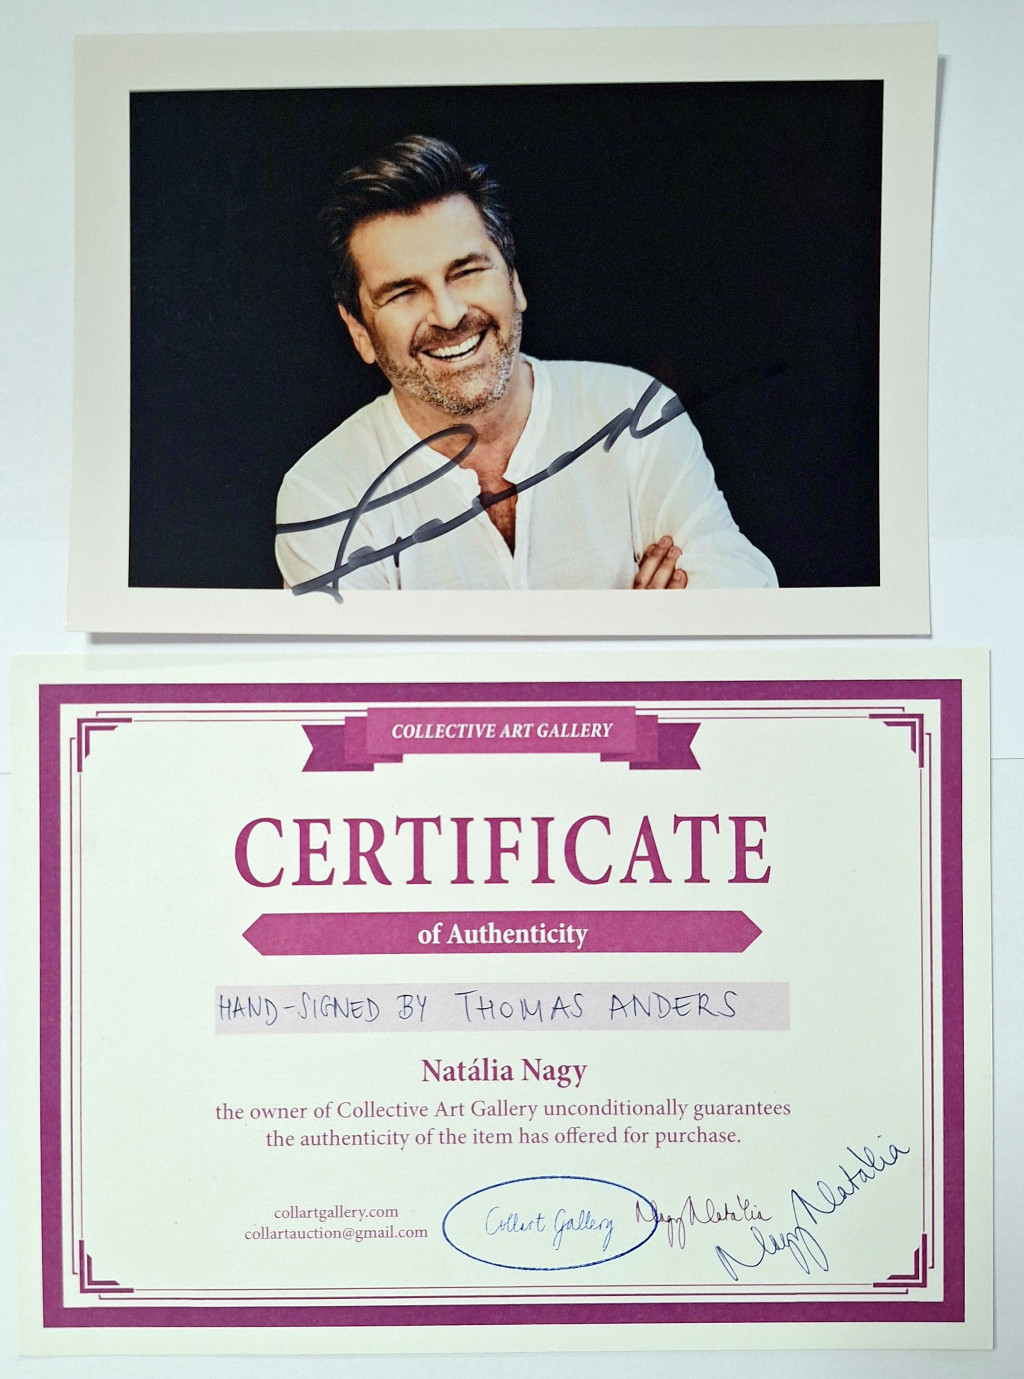 COLLECTIVE ART GALLERY
CERTIFICATE
of Authenticity
HAND-SIGNED BY THOMAS ANDERS
Natália Nagy
the owner of Collective Art Gallery unconditionally guarantees
the authenticity of the item has offered for purchase.
collartgallery.com
collartauction@gmail.com
Collart Gallery
Nagy Natália
Nagy Natália